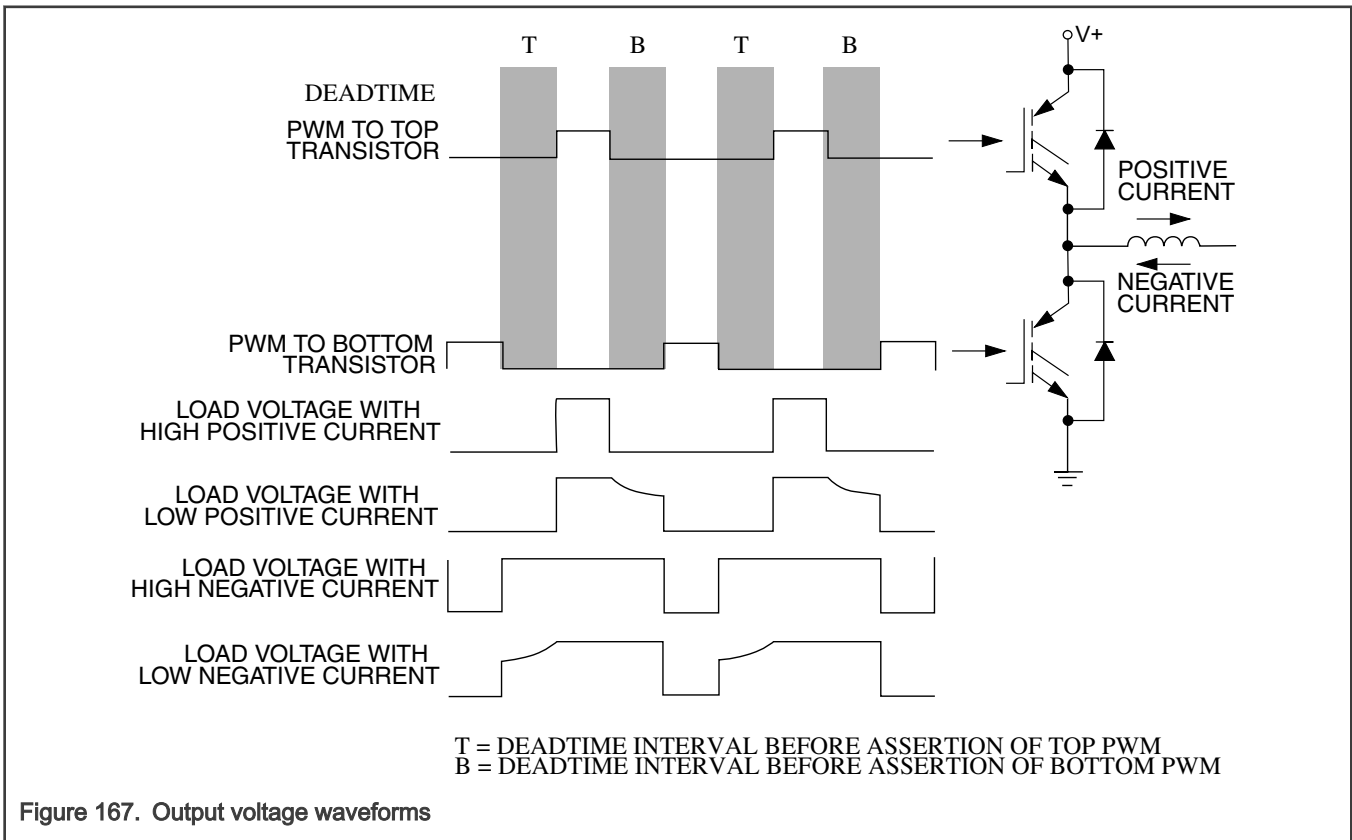 T B T B
V+
DEADTIME
PWM TO TOP
TRANSISTOR
POSITIVE
CURRENT
NEGATIVE
CURRENT
PWM TO BOTTOM
TRANSISTOR
LOAD VOLTAGE WITH
HIGH POSITIVE CURRENT
LOAD VOLTAGE WITH
LOW POSITIVE CURRENT
LOAD VOLTAGE WITH
HIGH NEGATIVE CURRENT
LOAD VOLTAGE WITH
LOW NEGATIVE CURRENT
T = DEADTIME INTERVAL BEFORE ASSERTION OF TOP PWM
B = DEADTIME INTERVAL BEFORE ASSERTION OF BOTTOM PWM
Figure 167. Output voltage waveforms